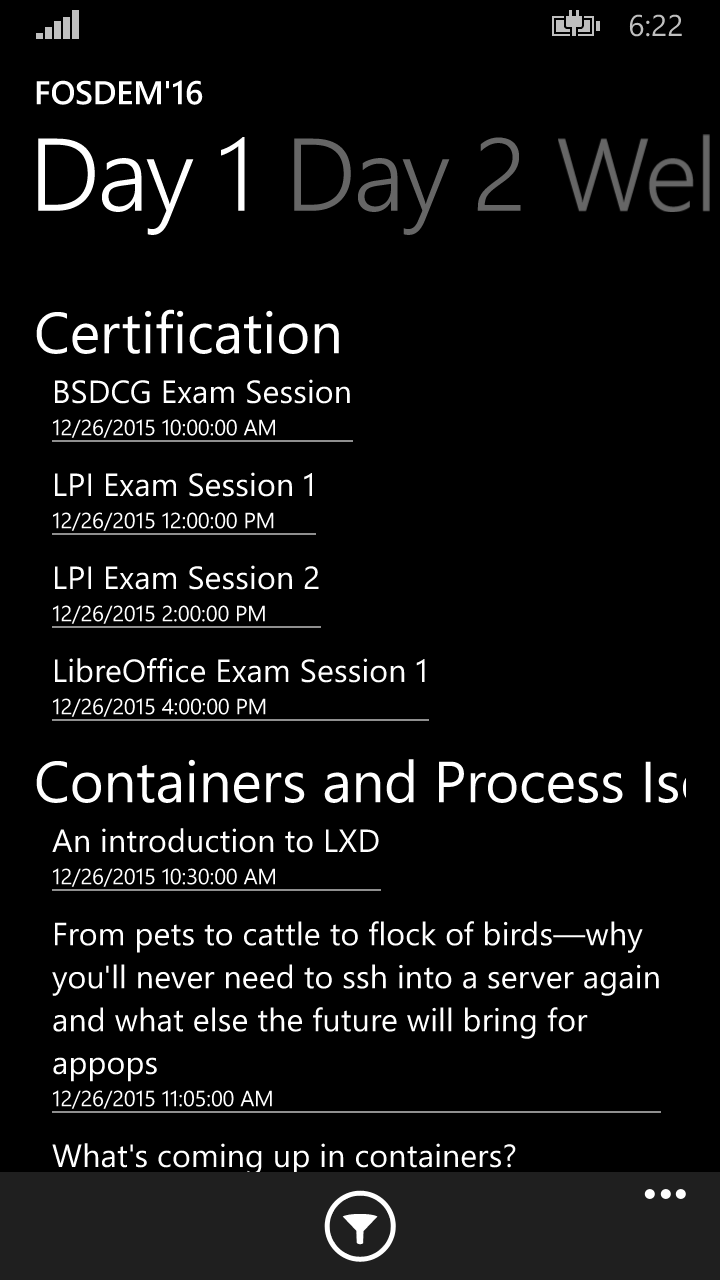 6:22
FOSDEM'16
Day 1 Day 2 Wel
Certification
BSDCG Exam Session
12/26/2015 10:00:00 AM
LPI Exam Session 1
12/26/2015 12:00:00 PM
LPI Exam Session 2
12/26/2015 2:00:00 PM
LibreOffice Exam Session 1
12/26/2015 4:00:00 PM
Containers and Process Is
An introduction to LXD
12/26/2015 10:30:00 AM
From pets to cattle to flock of birds—why
you'll never need to ssh into a server again
and what else the future will bring for
appops
12/26/2015 11:05:00 AM
What's coming up in containers?